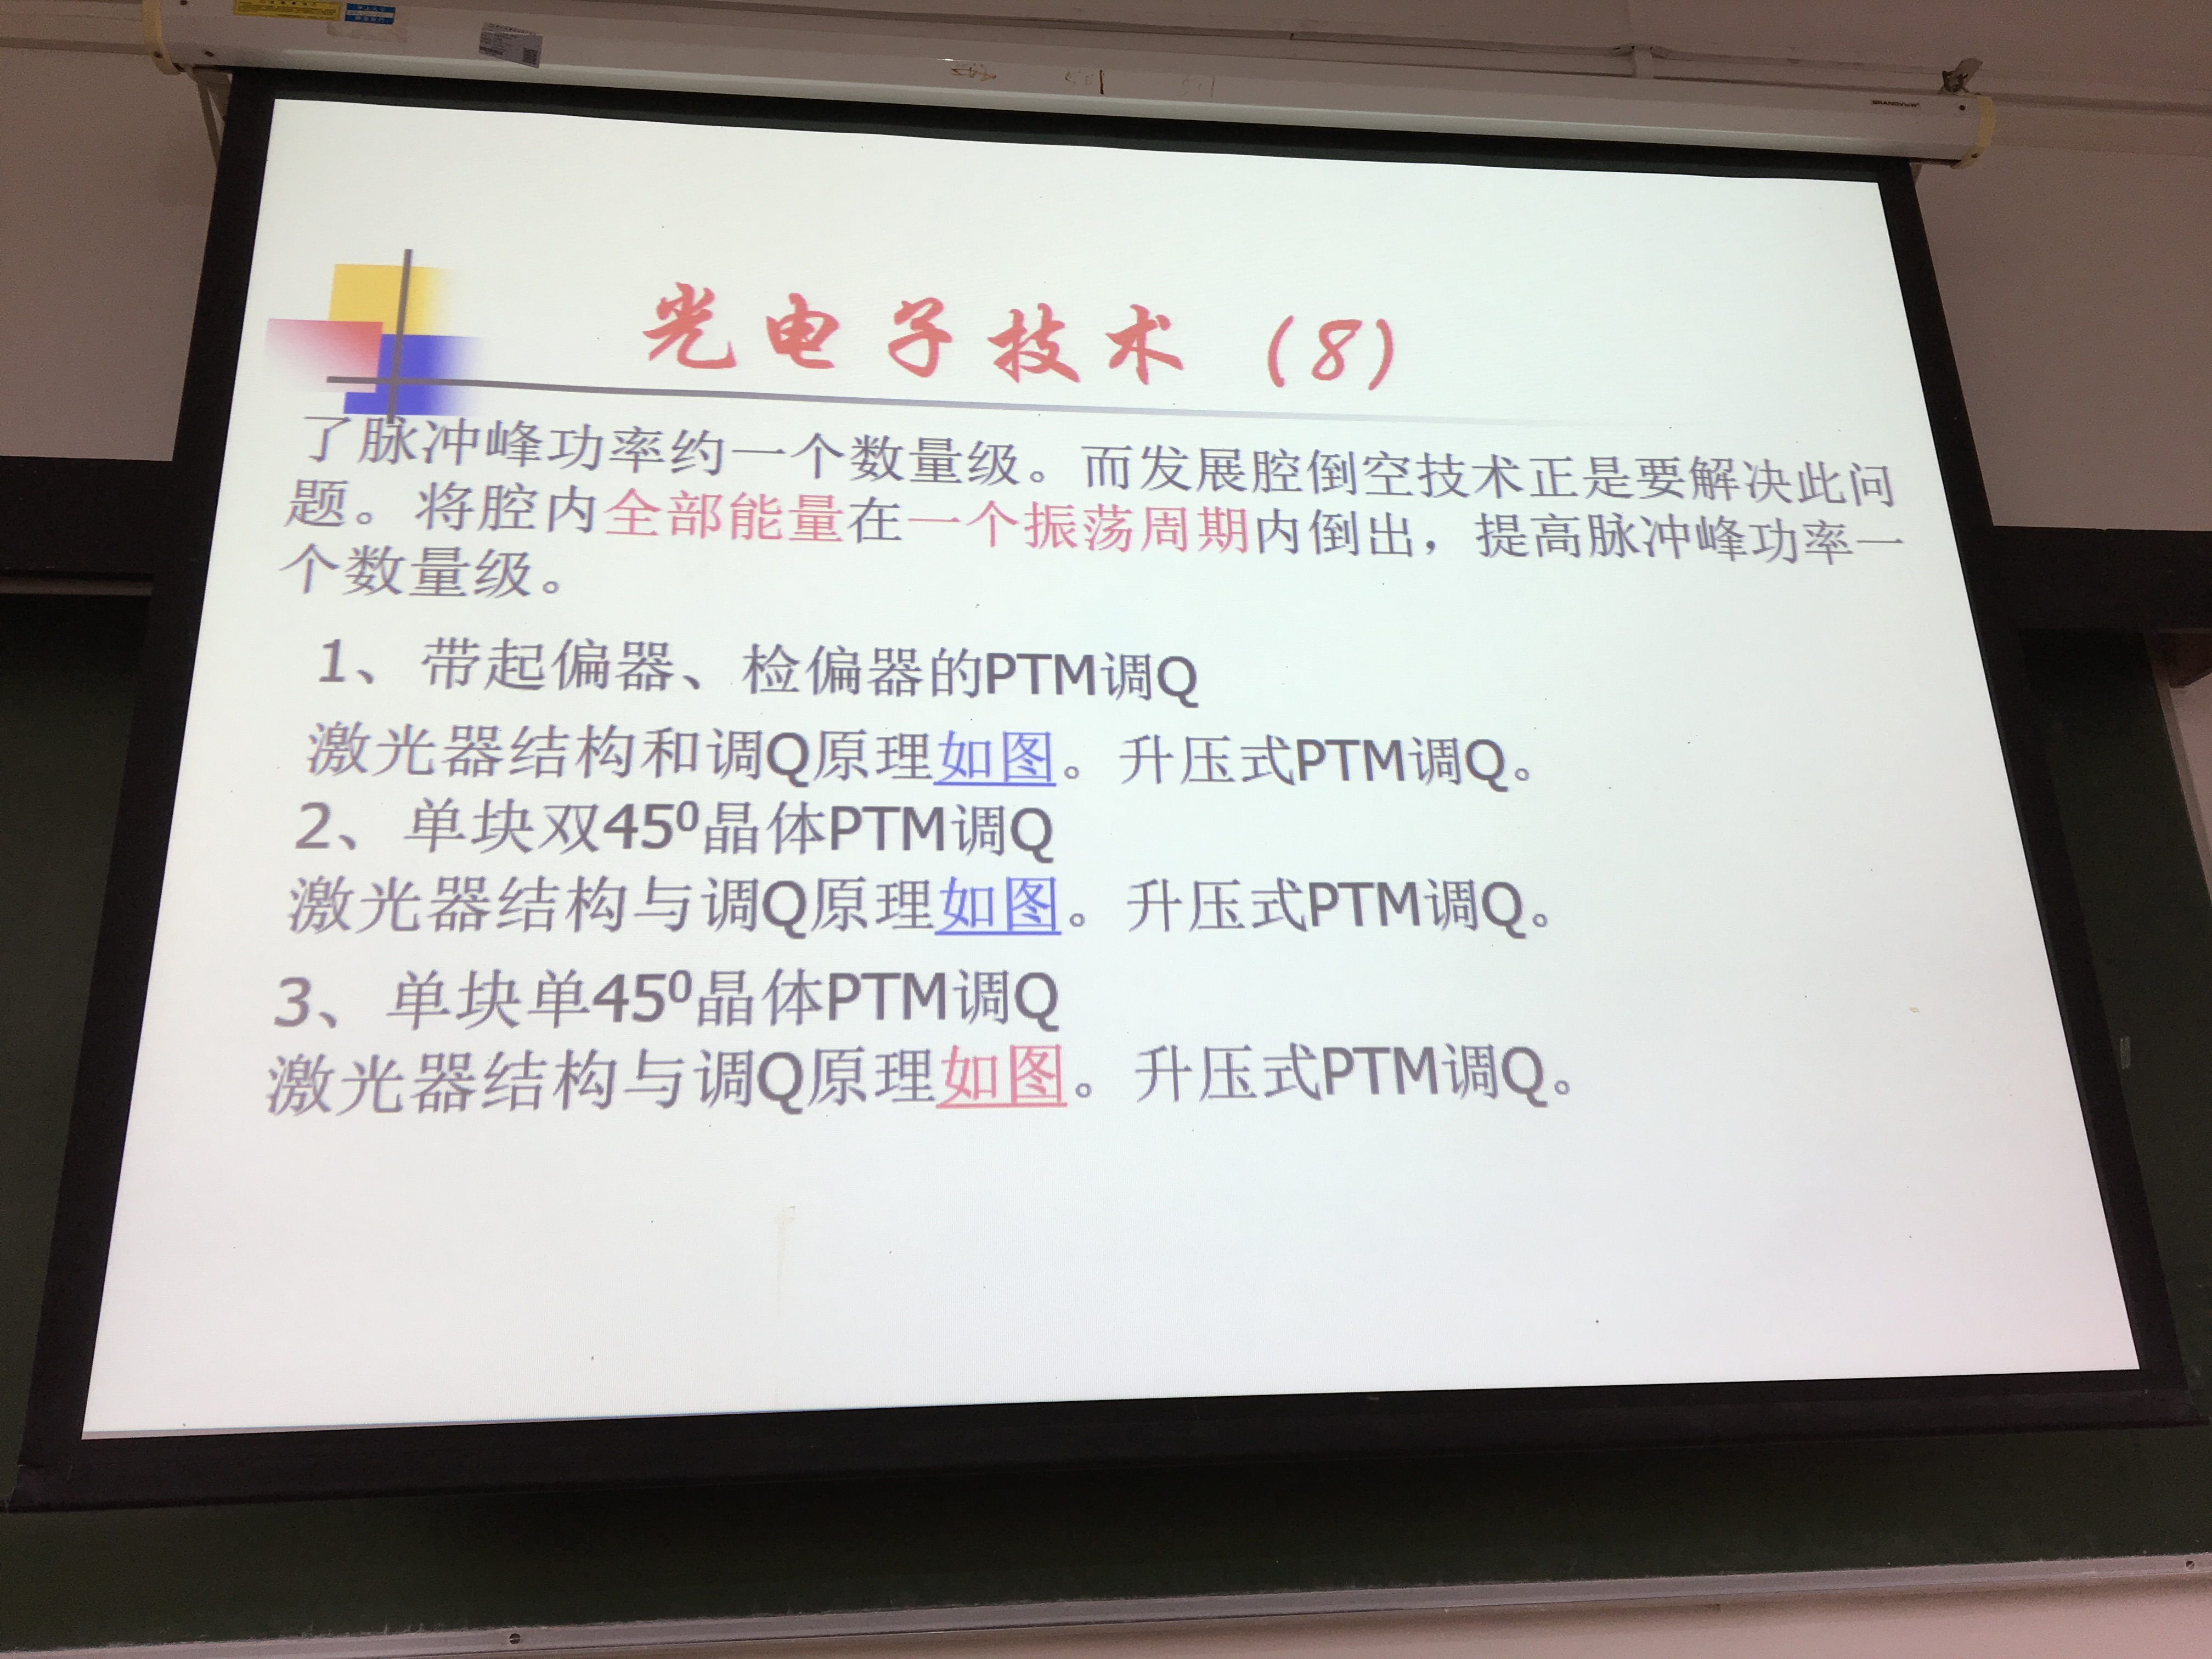 光电子技术（8）
了脉冲峰功率约一个数量级。而发展腔倒空技术正是要解决此问
题。将腔内全部能量在一个振荡周期内倒出，提高脉冲峰功率一
个数量级。
1、带起偏器、检偏器的PTM调Q
激光器结构和调Q原理如图。升压式PTM调Q。
2、单块双45⁰晶体PTM调Q
激光器结构与调Q原理如图。升压式PTM调Q。
3、单块单45⁰晶体PTM调Q
激光器结构与调Q原理如图。升压式PTM调Q。